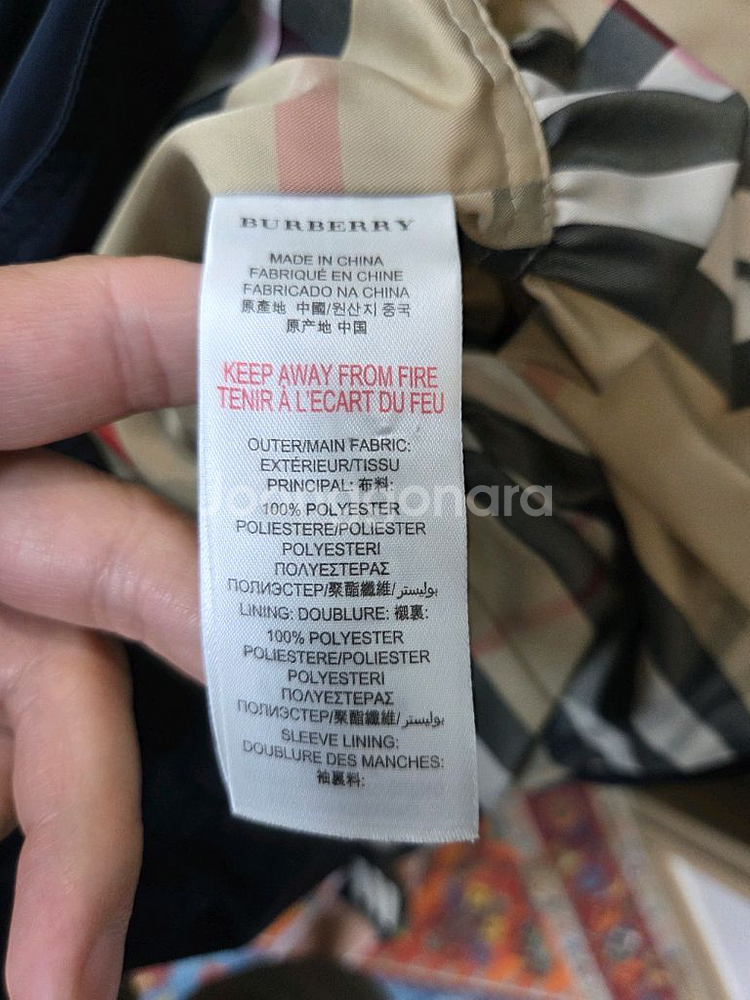 BURBERRY
MADE IN CHINA
FABRIQUÉ EN CHINE
FABRICADO NA CHINA
原產地 中國/원산지 중국
原产地 中国
KEEP AWAY FROM FIRE
TENIR À L'ECART DU FEU
OUTER/MAIN FABRIC:
EXTÉRIEUR/TISSU
PRINCIPAL: 布料:
100% POLYESTER
POLIESTERE/POLIESTER
POLYESTERI
ΠΟΛΥΕΣΤΕΡΑΣ
ПОЛИЭСТЕР/聚酯纖維/بوليستر
LINING: DOUBLURE: 襯裏:
100% POLYESTER
POLIESTERE/POLIESTER
POLYESTERI
ΠΟΛΥΕΣΤΕΡΑΣ
ПОЛИЭСТЕР/聚酯纖維/بوليستر
SLEEVE LINING:
DOUBLURE DES MANCHES:
袖裏料: